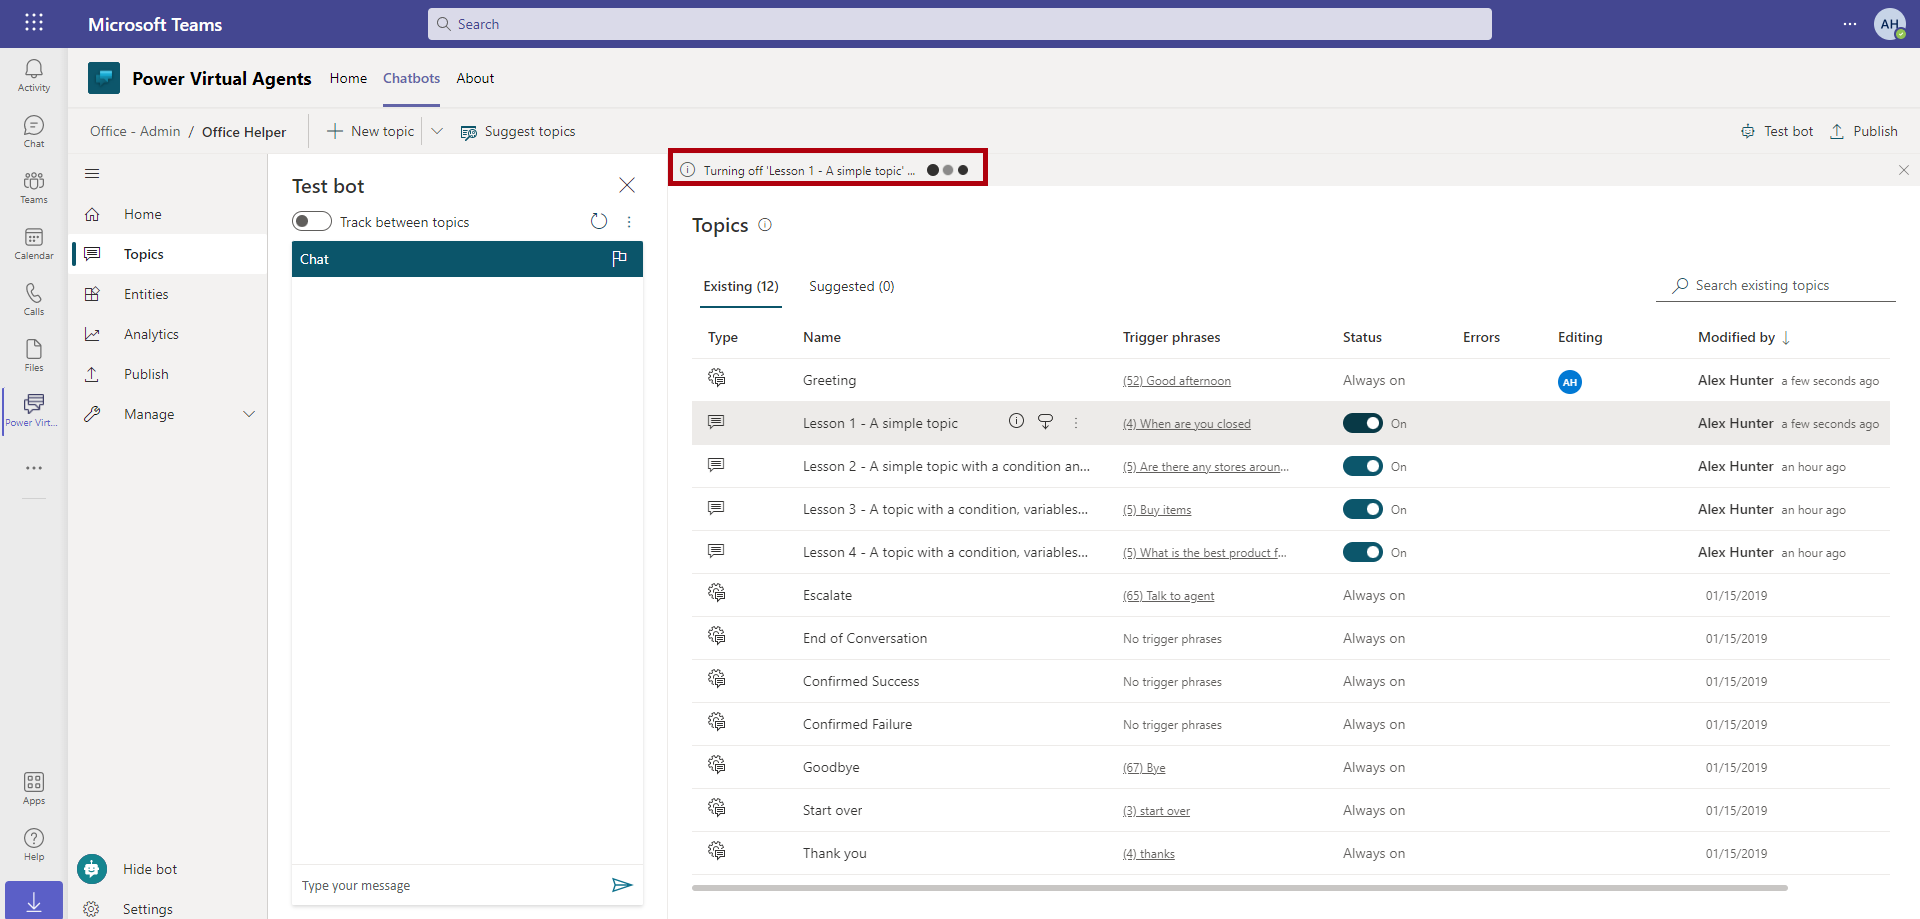 Microsoft Teams
Search
AH
Activity
Chat
Teams
Calendar
Calls
Files
Power Virt...
Apps
Help
Power Virtual Agents
Home
Chatbots
About
Office - Admin / Office Helper
New topic
Suggest topics
Test bot
Publish
Home
Topics
Entities
Analytics
Publish
Manage
Hide bot
Settings
Test bot
Track between topics
Chat
Type your message
Turning off 'Lesson 1 - A simple topic' ...
Topics
Existing (12)
Suggested (0)
Search existing topics
Type Name Trigger phrases Status Errors Editing Modified by
Greeting (52) Good afternoon Always on AH Alex Hunter a few seconds ago
Lesson 1 - A simple topic (4) When are you closed On Alex Hunter a few seconds ago
Lesson 2 - A simple topic with a condition an... (5) Are there any stores aroun... On Alex Hunter an hour ago
Lesson 3 - A topic with a condition, variables... (5) Buy items On Alex Hunter an hour ago
Lesson 4 - A topic with a condition, variables... (5) What is the best product f... On Alex Hunter an hour ago
Escalate (65) Talk to agent Always on 01/15/2019
End of Conversation No trigger phrases Always on 01/15/2019
Confirmed Success No trigger phrases Always on 01/15/2019
Confirmed Failure No trigger phrases Always on 01/15/2019
Goodbye (67) Bye Always on 01/15/2019
Start over (3) start over Always on 01/15/2019
Thank you (4) thanks Always on 01/15/2019